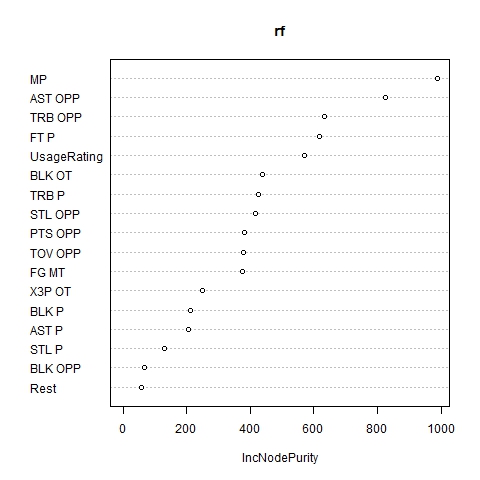 rf
MP
AST OPP
TRB OPP
FT P
UsageRating
BLK OT
TRB P
STL OPP
PTS OPP
TOV OPP
FG MT
X3P OT
BLK P
AST P
STL P
BLK OPP
Rest
0 200 400 600 800 1000
IncNodePurity